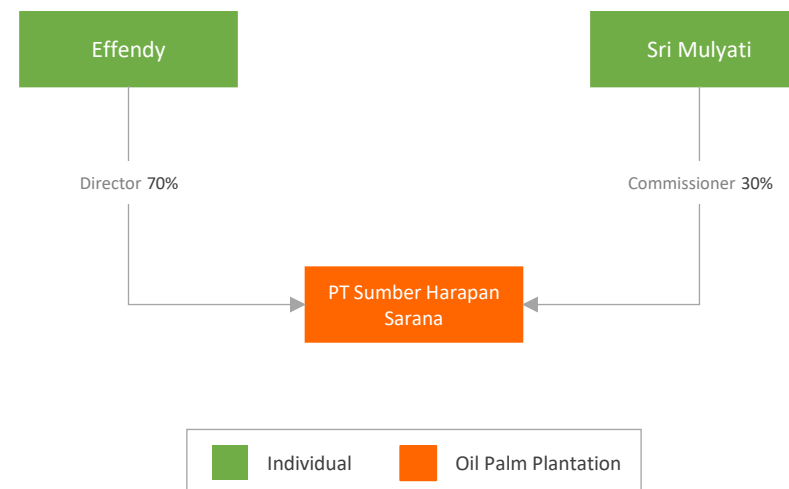 Effendy
Sri Mulyati
Director 70%
Commissioner 30%
PT Sumber Harapan
Sarana
Individual
Oil Palm Plantation